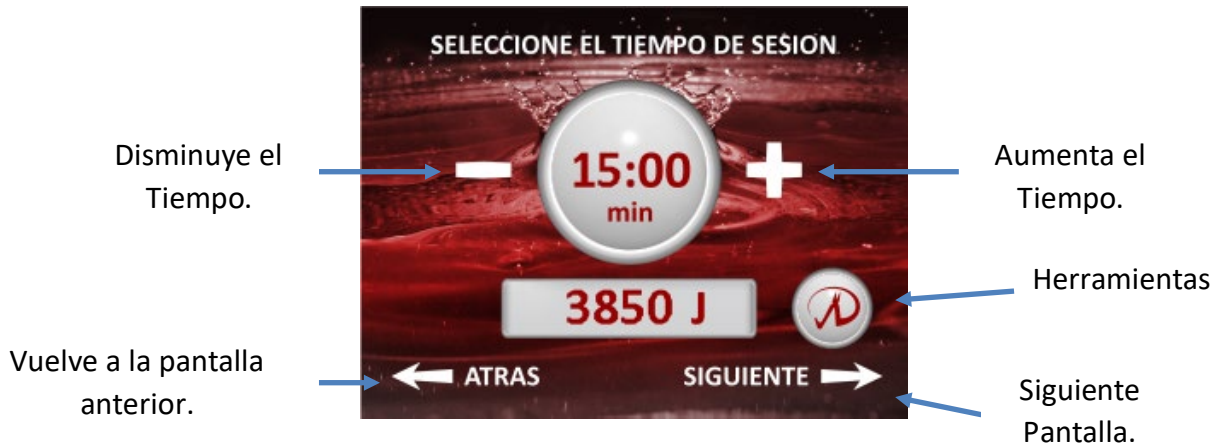 SELECCIONE EL TIEMPO DE SESION
Disminuye el
Tiempo.
15:00
min
Aumenta el
Tiempo.
Herramientas
3850 J
Vuelve a la pantalla
anterior.
ATRAS
SIGUIENTE
Siguiente
Pantalla.